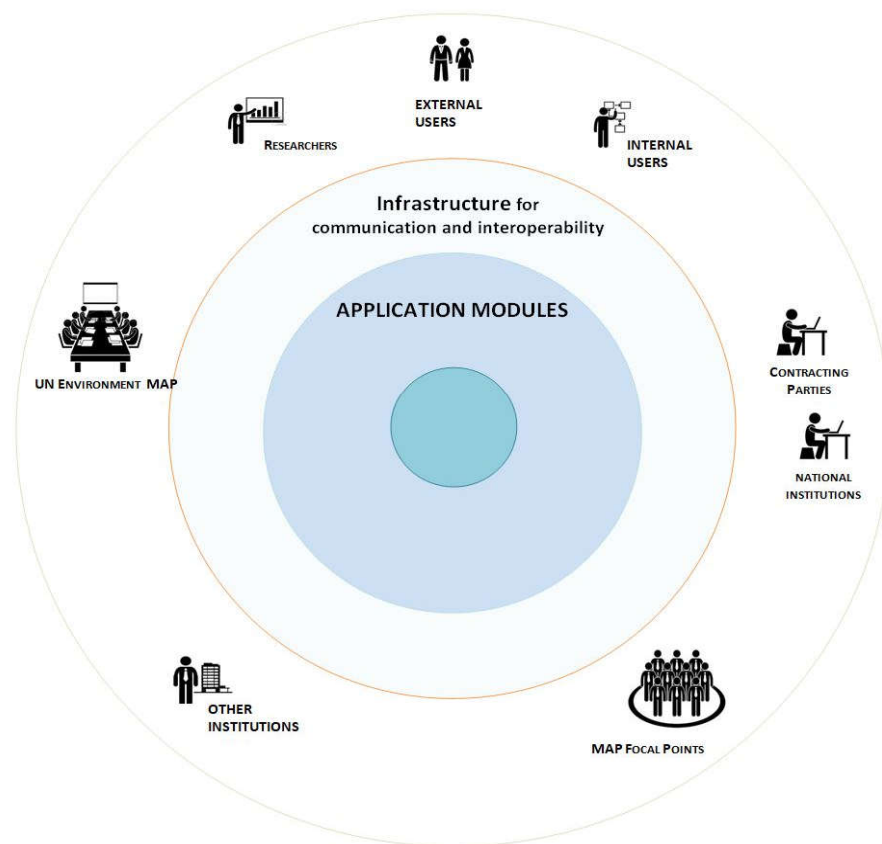 EXTERNAL
USERS
RESEARCHERS
INTERNAL
USERS
Infrastructure for
communication and interoperability
APPLICATION MODULES
UN ENVIRONMENT MAP
CONTRACTING
PARTIES
NATIONAL
INSTITUTIONS
OTHER
INSTITUTIONS
MAP FOCAL POINTS